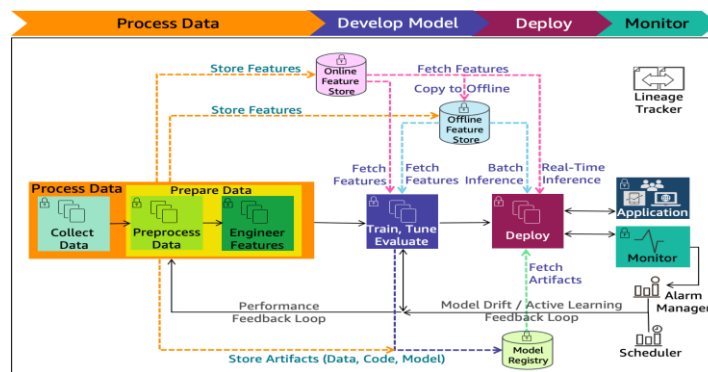 Process Data
Develop Model
Deploy
Monitor
Store Features
Online
Feature
Store
Fetch Features
Copy to Offline
Lineage
Tracker
Store Features
Offline
Feature
Store
Fetch
Features
Fetch
Features
Batch
Inference
Real-Time
Inference
Process Data
Prepare Data
Collect
Data
Preprocess
Data
Engineer
Features
Train, Tune
Evaluate
Deploy
Application
Monitor
Fetch
Artifacts
Alarm
Manager
Performance
Feedback Loop
Model Drift / Active Learning
Feedback Loop
Scheduler
Store Artifacts (Data, Code, Model)
Model
Registry